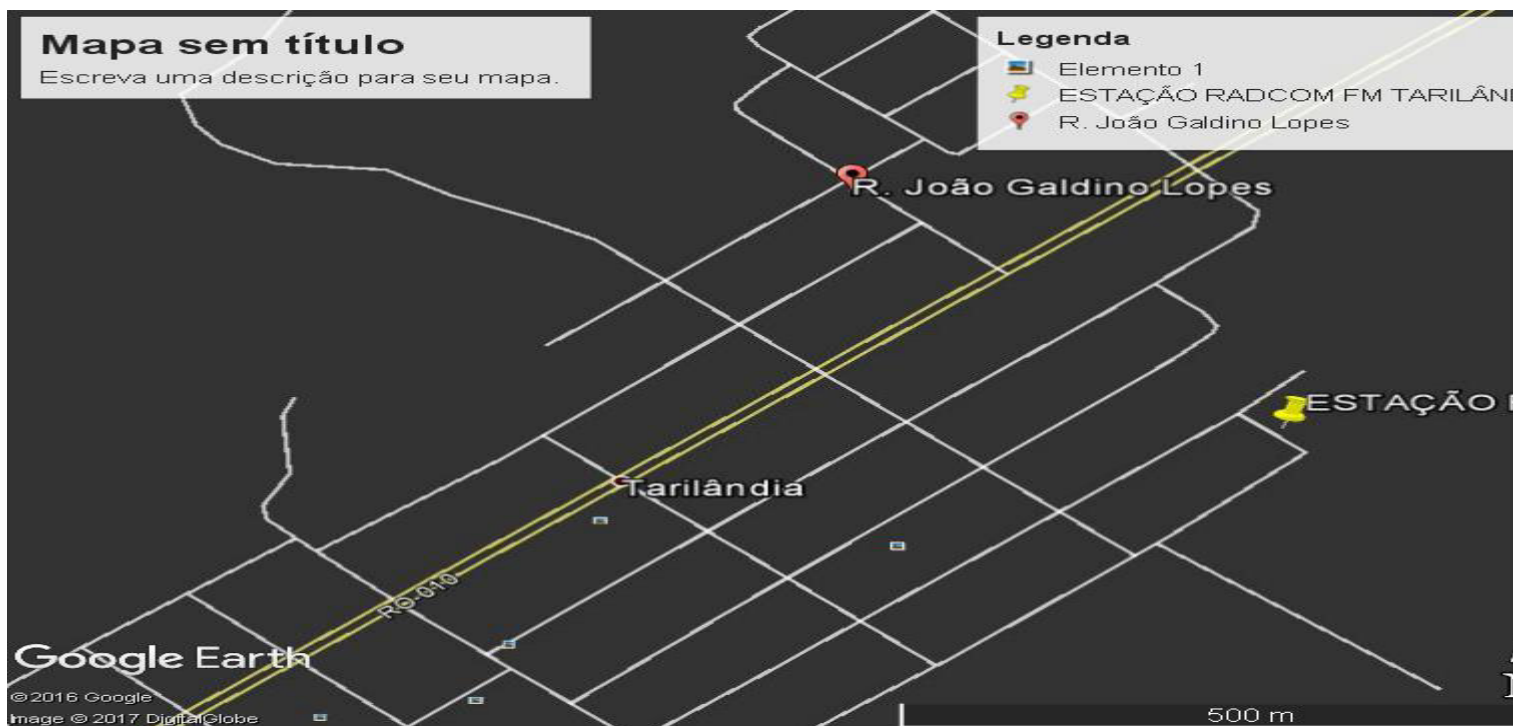 Mapa sem título
Escreva uma descrição para seu mapa.
Legenda
Elemento 1
ESTAÇÃO RADCOM FM
R. João Galdino Lopes
R. João Galdino Lopes
ESTAÇÃO
Tarilândia
RO-010
Google Earth
©2016 Google
Image © 2017 DigitalGlobe
500 m